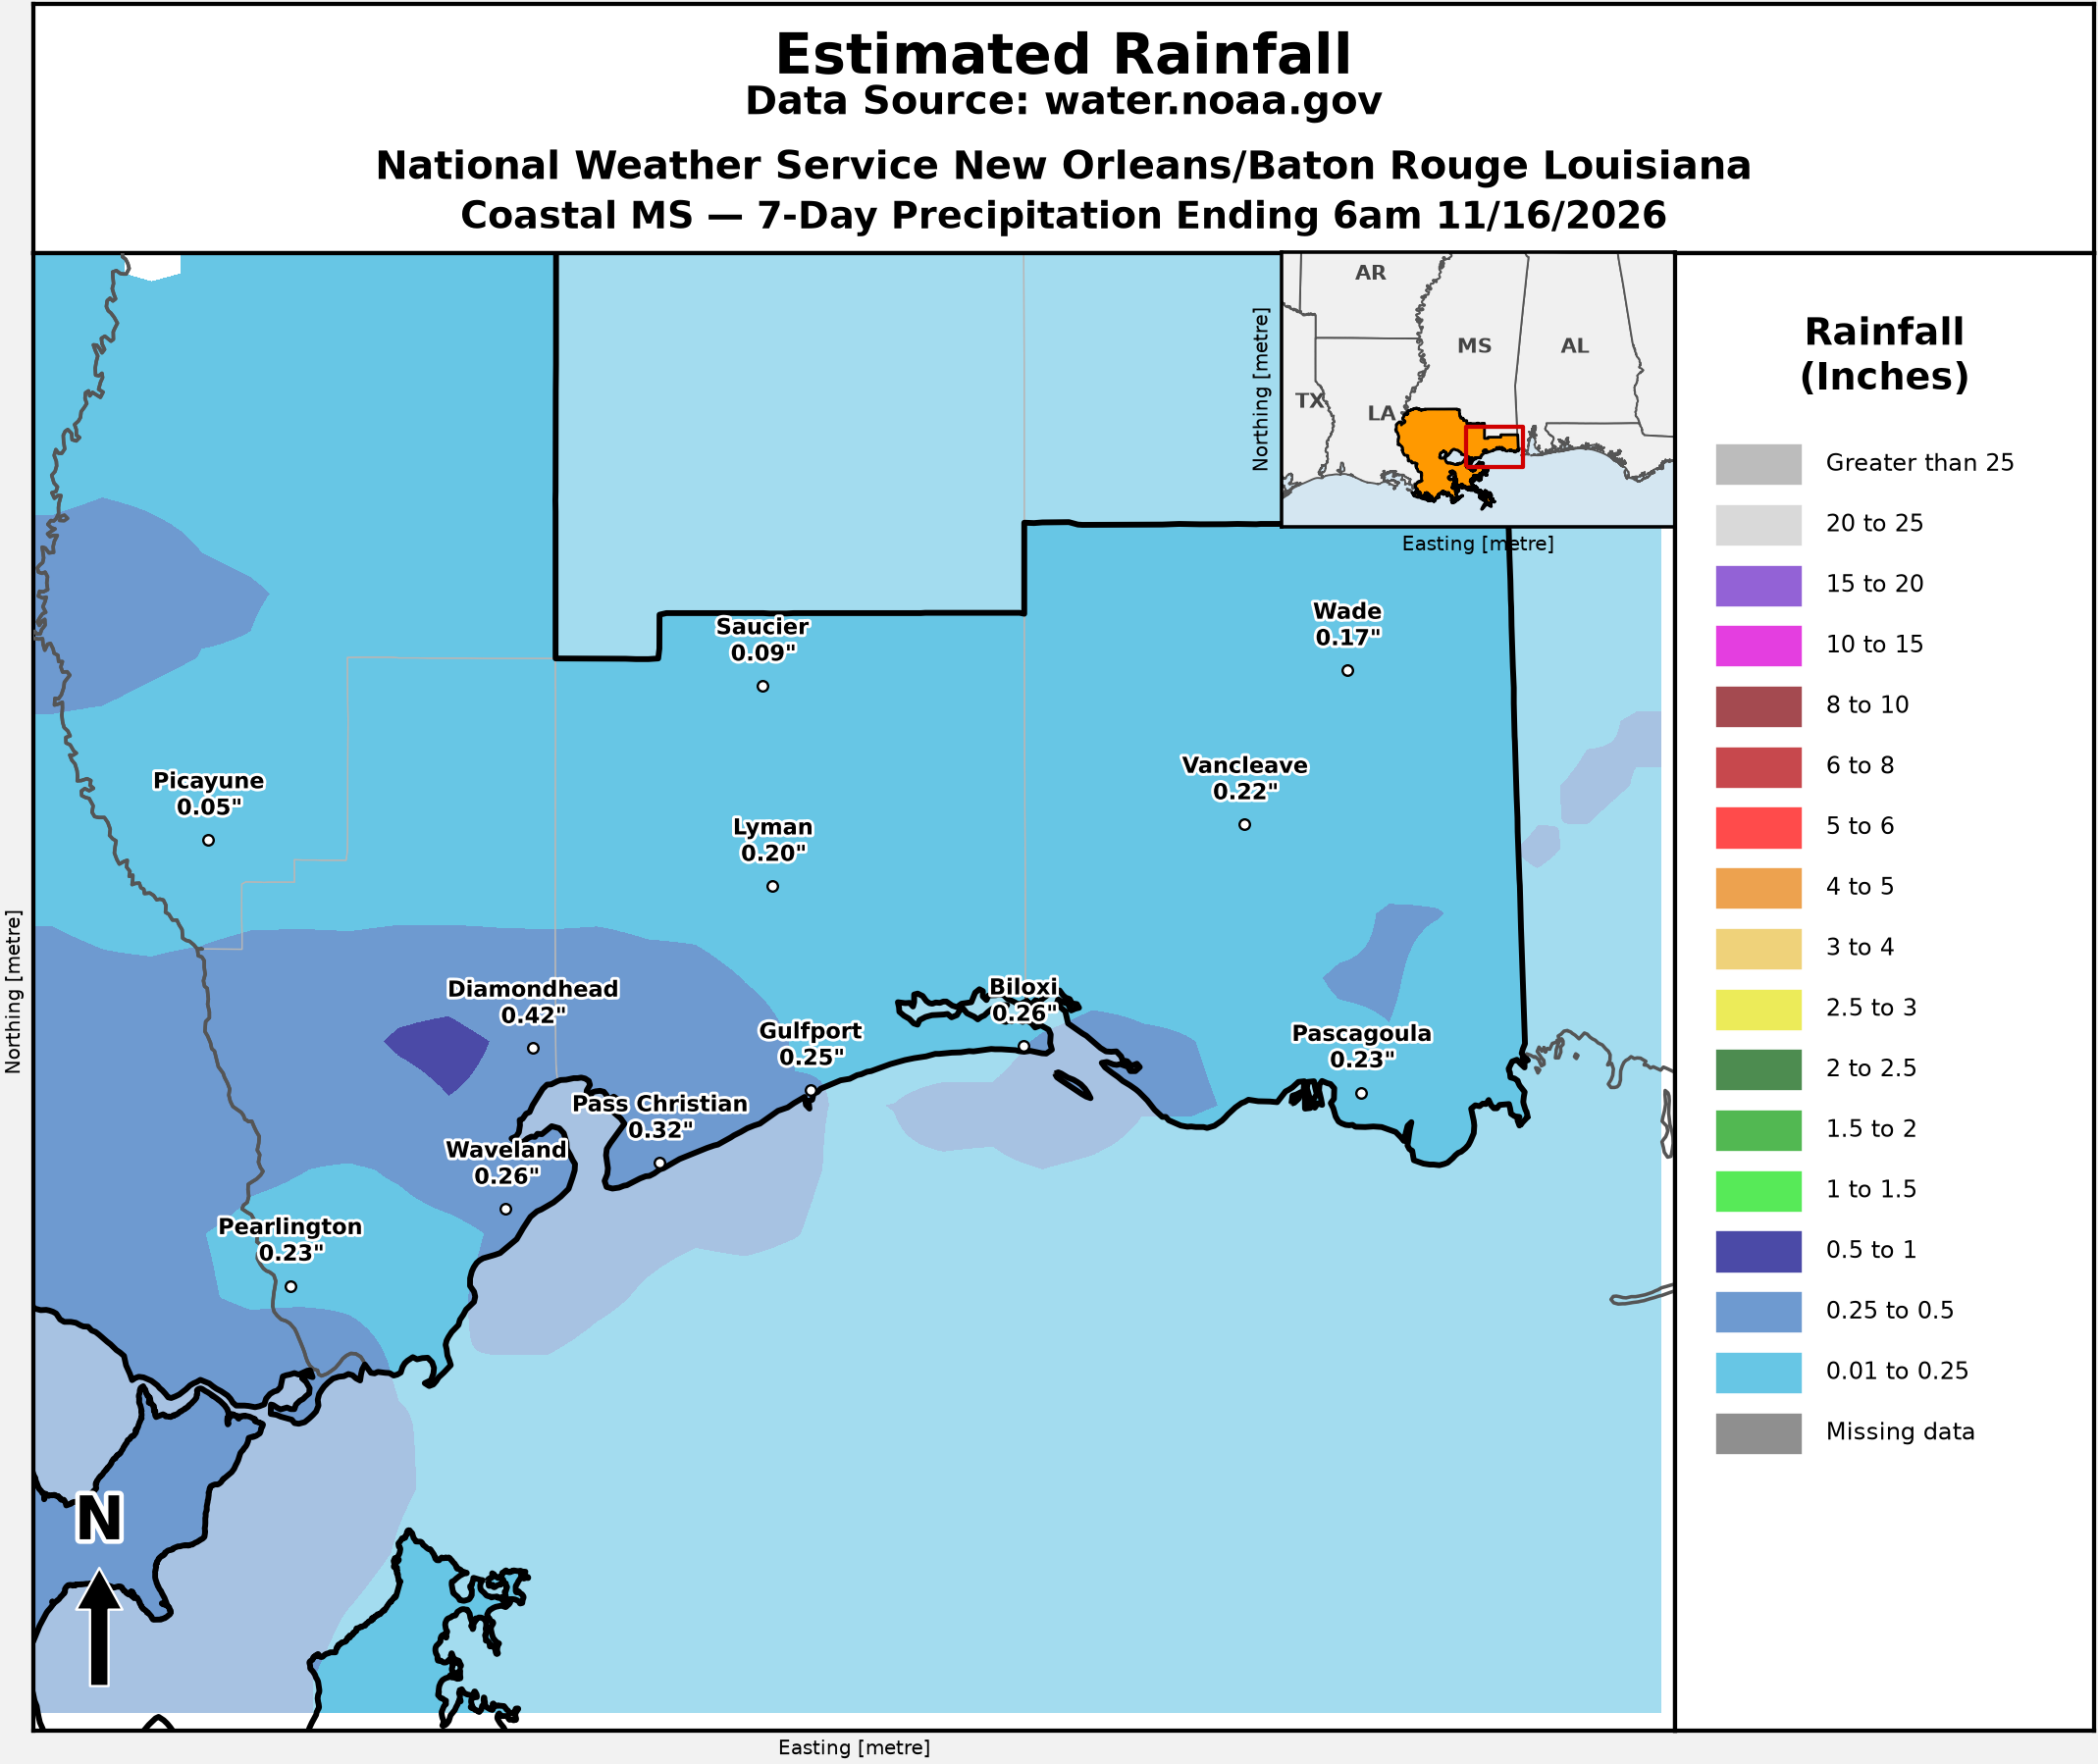 Estimated Rainfall
Data Source: water.noaa.gov
National Weather Service New Orleans/Baton Rouge Louisiana
Coastal MS — 7-Day Precipitation Ending 6am 11/16/2026
AR
MS
AL
TX
LA
Northing [metre]
Easting [metre]
Rainfall
(Inches)
Greater than 25
20 to 25
15 to 20
10 to 15
8 to 10
6 to 8
5 to 6
4 to 5
3 to 4
2.5 to 3
2 to 2.5
1.5 to 2
1 to 1.5
0.5 to 1
0.25 to 0.5
0.01 to 0.25
Missing data
Saucier
0.09"
Wade
0.17"
Picayune
0.05"
Vancleave
0.22"
Lyman
0.20"
Diamondhead
0.42"
Biloxi
0.26"
Gulfport
0.25"
Pascagoula
0.23"
Pass Christian
0.32"
Waveland
0.26"
Pearlington
0.23"
N
Northing [metre]
Easting [metre]